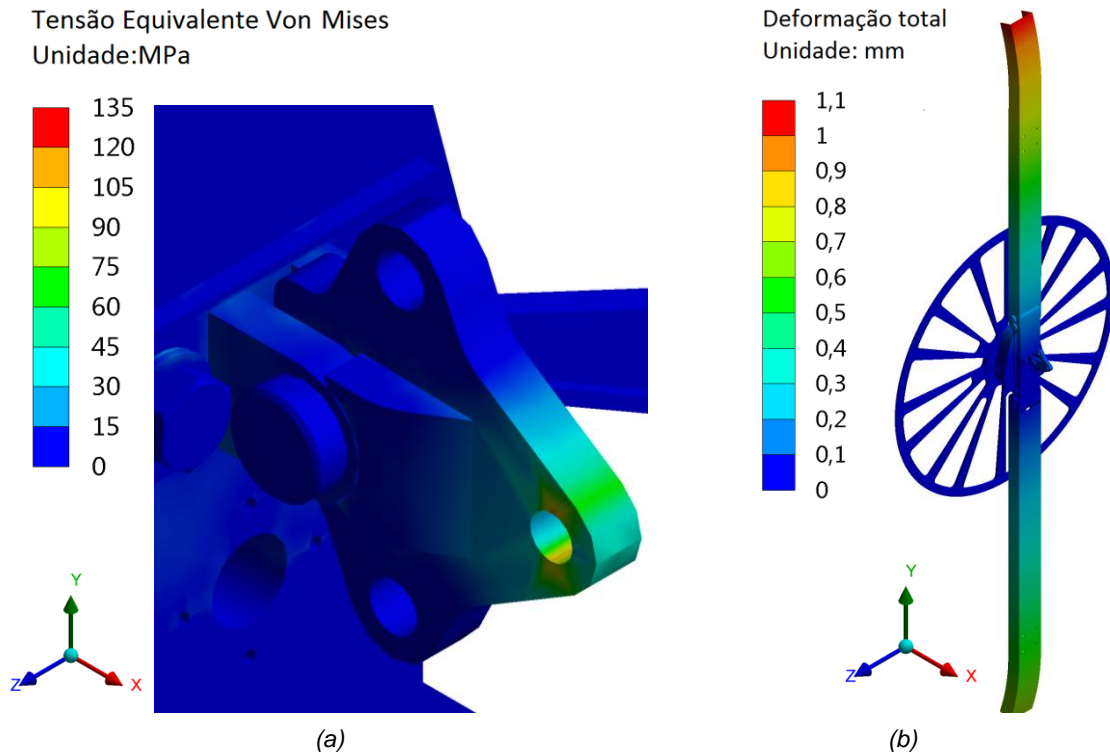 Tensão Equivalente Von Mises
Unidade:MPa
135
120
105
90
75
60
45
30
15
0
Y
Z
X
(a)
Deformação total
Unidade: mm
1,1
1
0,9
0,8
0,7
0,6
0,5
0,4
0,3
0,2
0,1
0
Y
Z
X
(b)